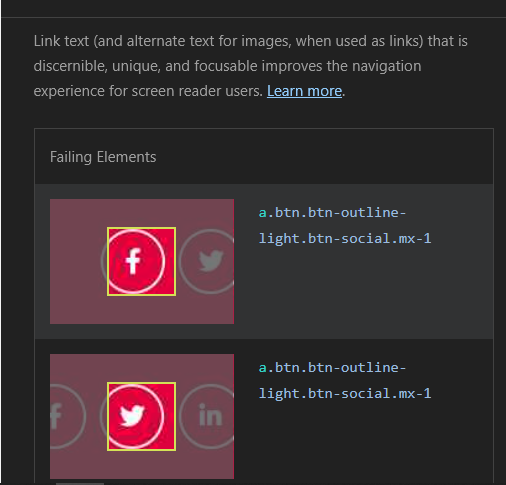 Link text (and alternate text for images, when used as links) that is
discernible, unique, and focusable improves the navigation
experience for screen reader users. Learn more.
Failing Elements
a.btn.btn-outline-
light.btn-social.mx-1
a.btn.btn-outline-
light.btn-social.mx-1
in